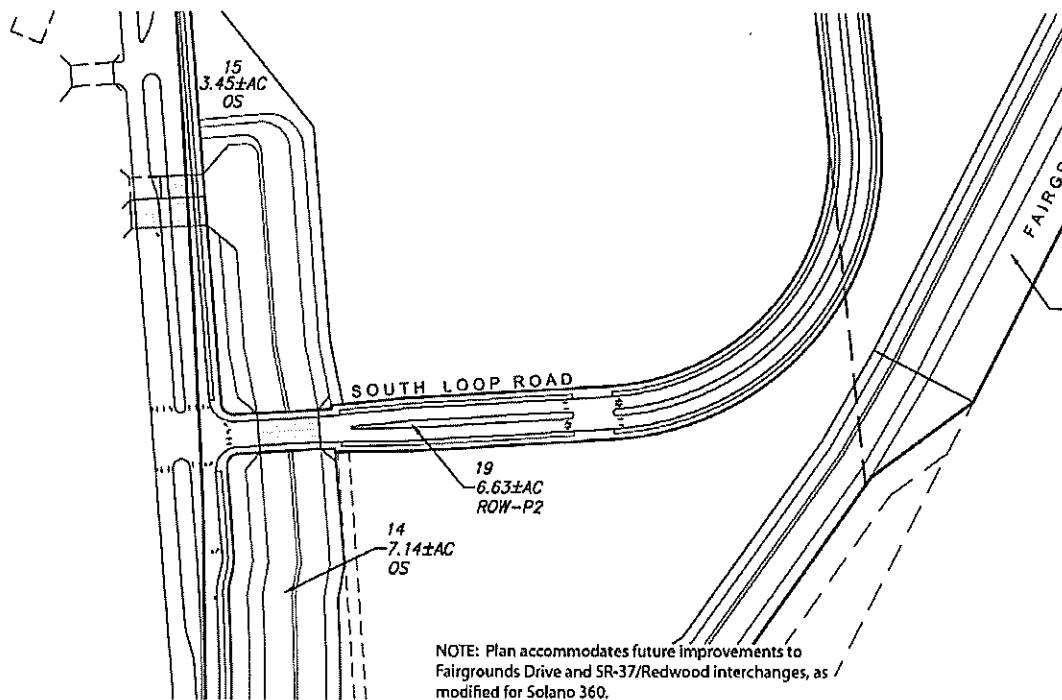 15
3.45±AC
OS
FAIRG
SOUTH LOOP ROAD
19
6.63±AC
ROW-P2
14
7.14±AC
OS
NOTE: Plan accommodates future improvements to
Fairgrounds Drive and SR-37/Redwood interchanges, as
modified for Solano 360.